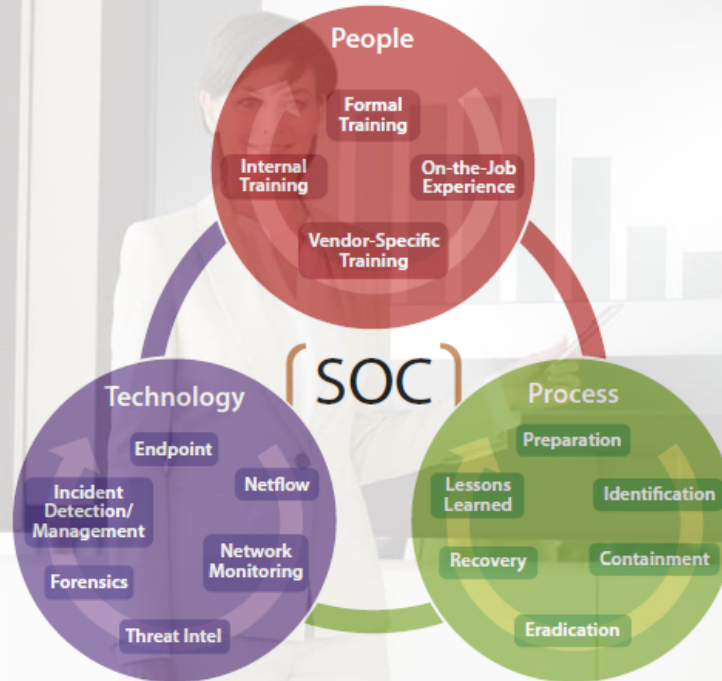 People
Formal
Training
Internal
Training
On-the-Job
Experience
Vendor-Specific
Training
SOC
Technology
Endpoint
Netflow
Incident
Detection/
Management
Network
Monitoring
Forensics
Threat Intel
Process
Preparation
Lessons
Learned
Identification
Recovery
Containment
Eradication